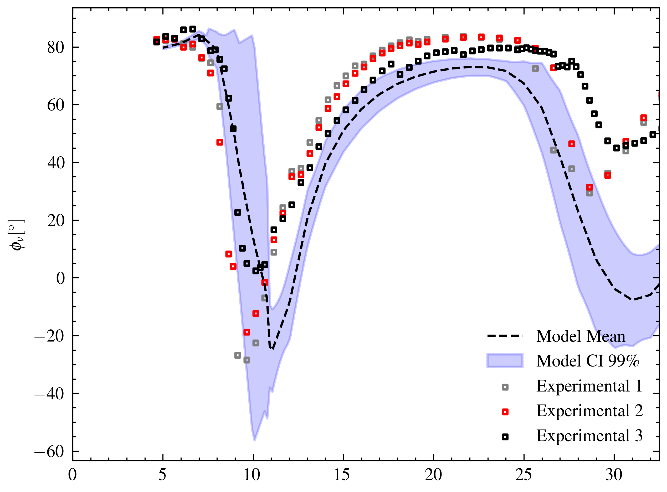 80
60
40
20
0
−20
−40
−60
ϕᵥ[°]
Model Mean
Model CI 99%
Experimental 1
Experimental 2
Experimental 3
0 5 10 15 20 25 30